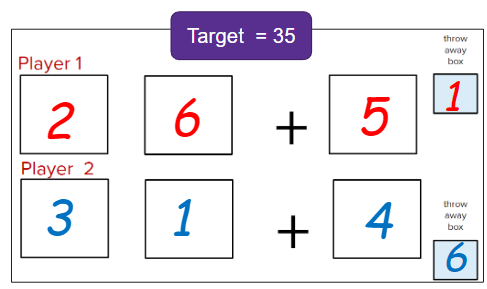 Target = 35
Player 1
throw
away
box
2 6 + 5 1
Player 2
3 1 + 4
throw
away
box
6